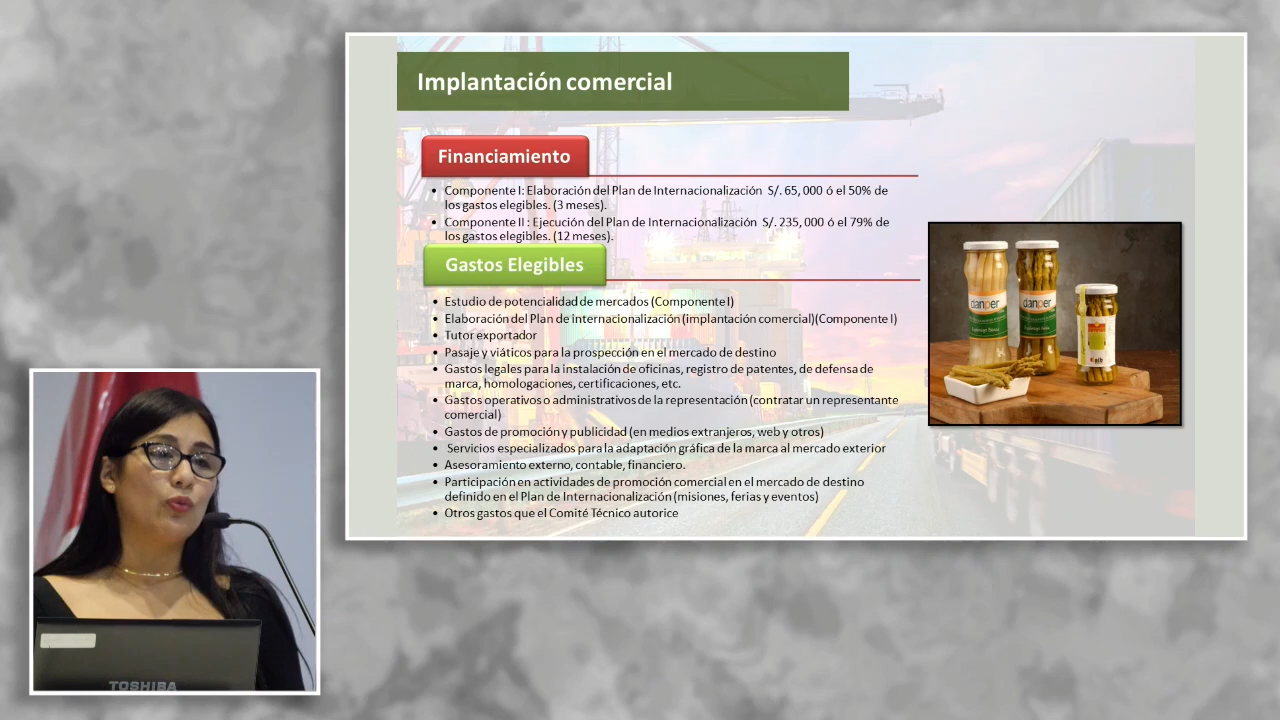 Implantación comercial
Financiamiento
• Componente I: Elaboración del Plan de Internacionalización S/. 65, 000 ó el 50% de
los gastos elegibles. (3 meses).
• Componente II : Ejecución del Plan de Internacionalización S/. 235, 000 ó el 79% de
los gastos elegibles. (12 meses).
Gastos Elegibles
• Estudio de potencialidad de mercados (Componente I)
• Elaboración del Plan de Internacionalización (implantación comercial)(Componente I)
• Tutor exportador
• Pasaje y viáticos para la prospección en el mercado de destino
• Gastos legales para la instalación de oficinas, registro de patentes, de defensa de
marca, homologaciones, certificaciones, etc.
• Gastos operativos o administrativos de la representación (contratar un representante
comercial)
• Gastos de promoción y publicidad (en medios extranjeros, web y otros)
• Servicios especializados para la adaptación gráfica de la marca al mercado exterior
• Asesoramiento externo, contable, financiero.
• Participación en actividades de promoción comercial en el mercado de destino
definido en el Plan de Internacionalización (misiones, ferias y eventos)
• Otros gastos que el Comité Técnico autorice
danper
danper
TOSHIBA